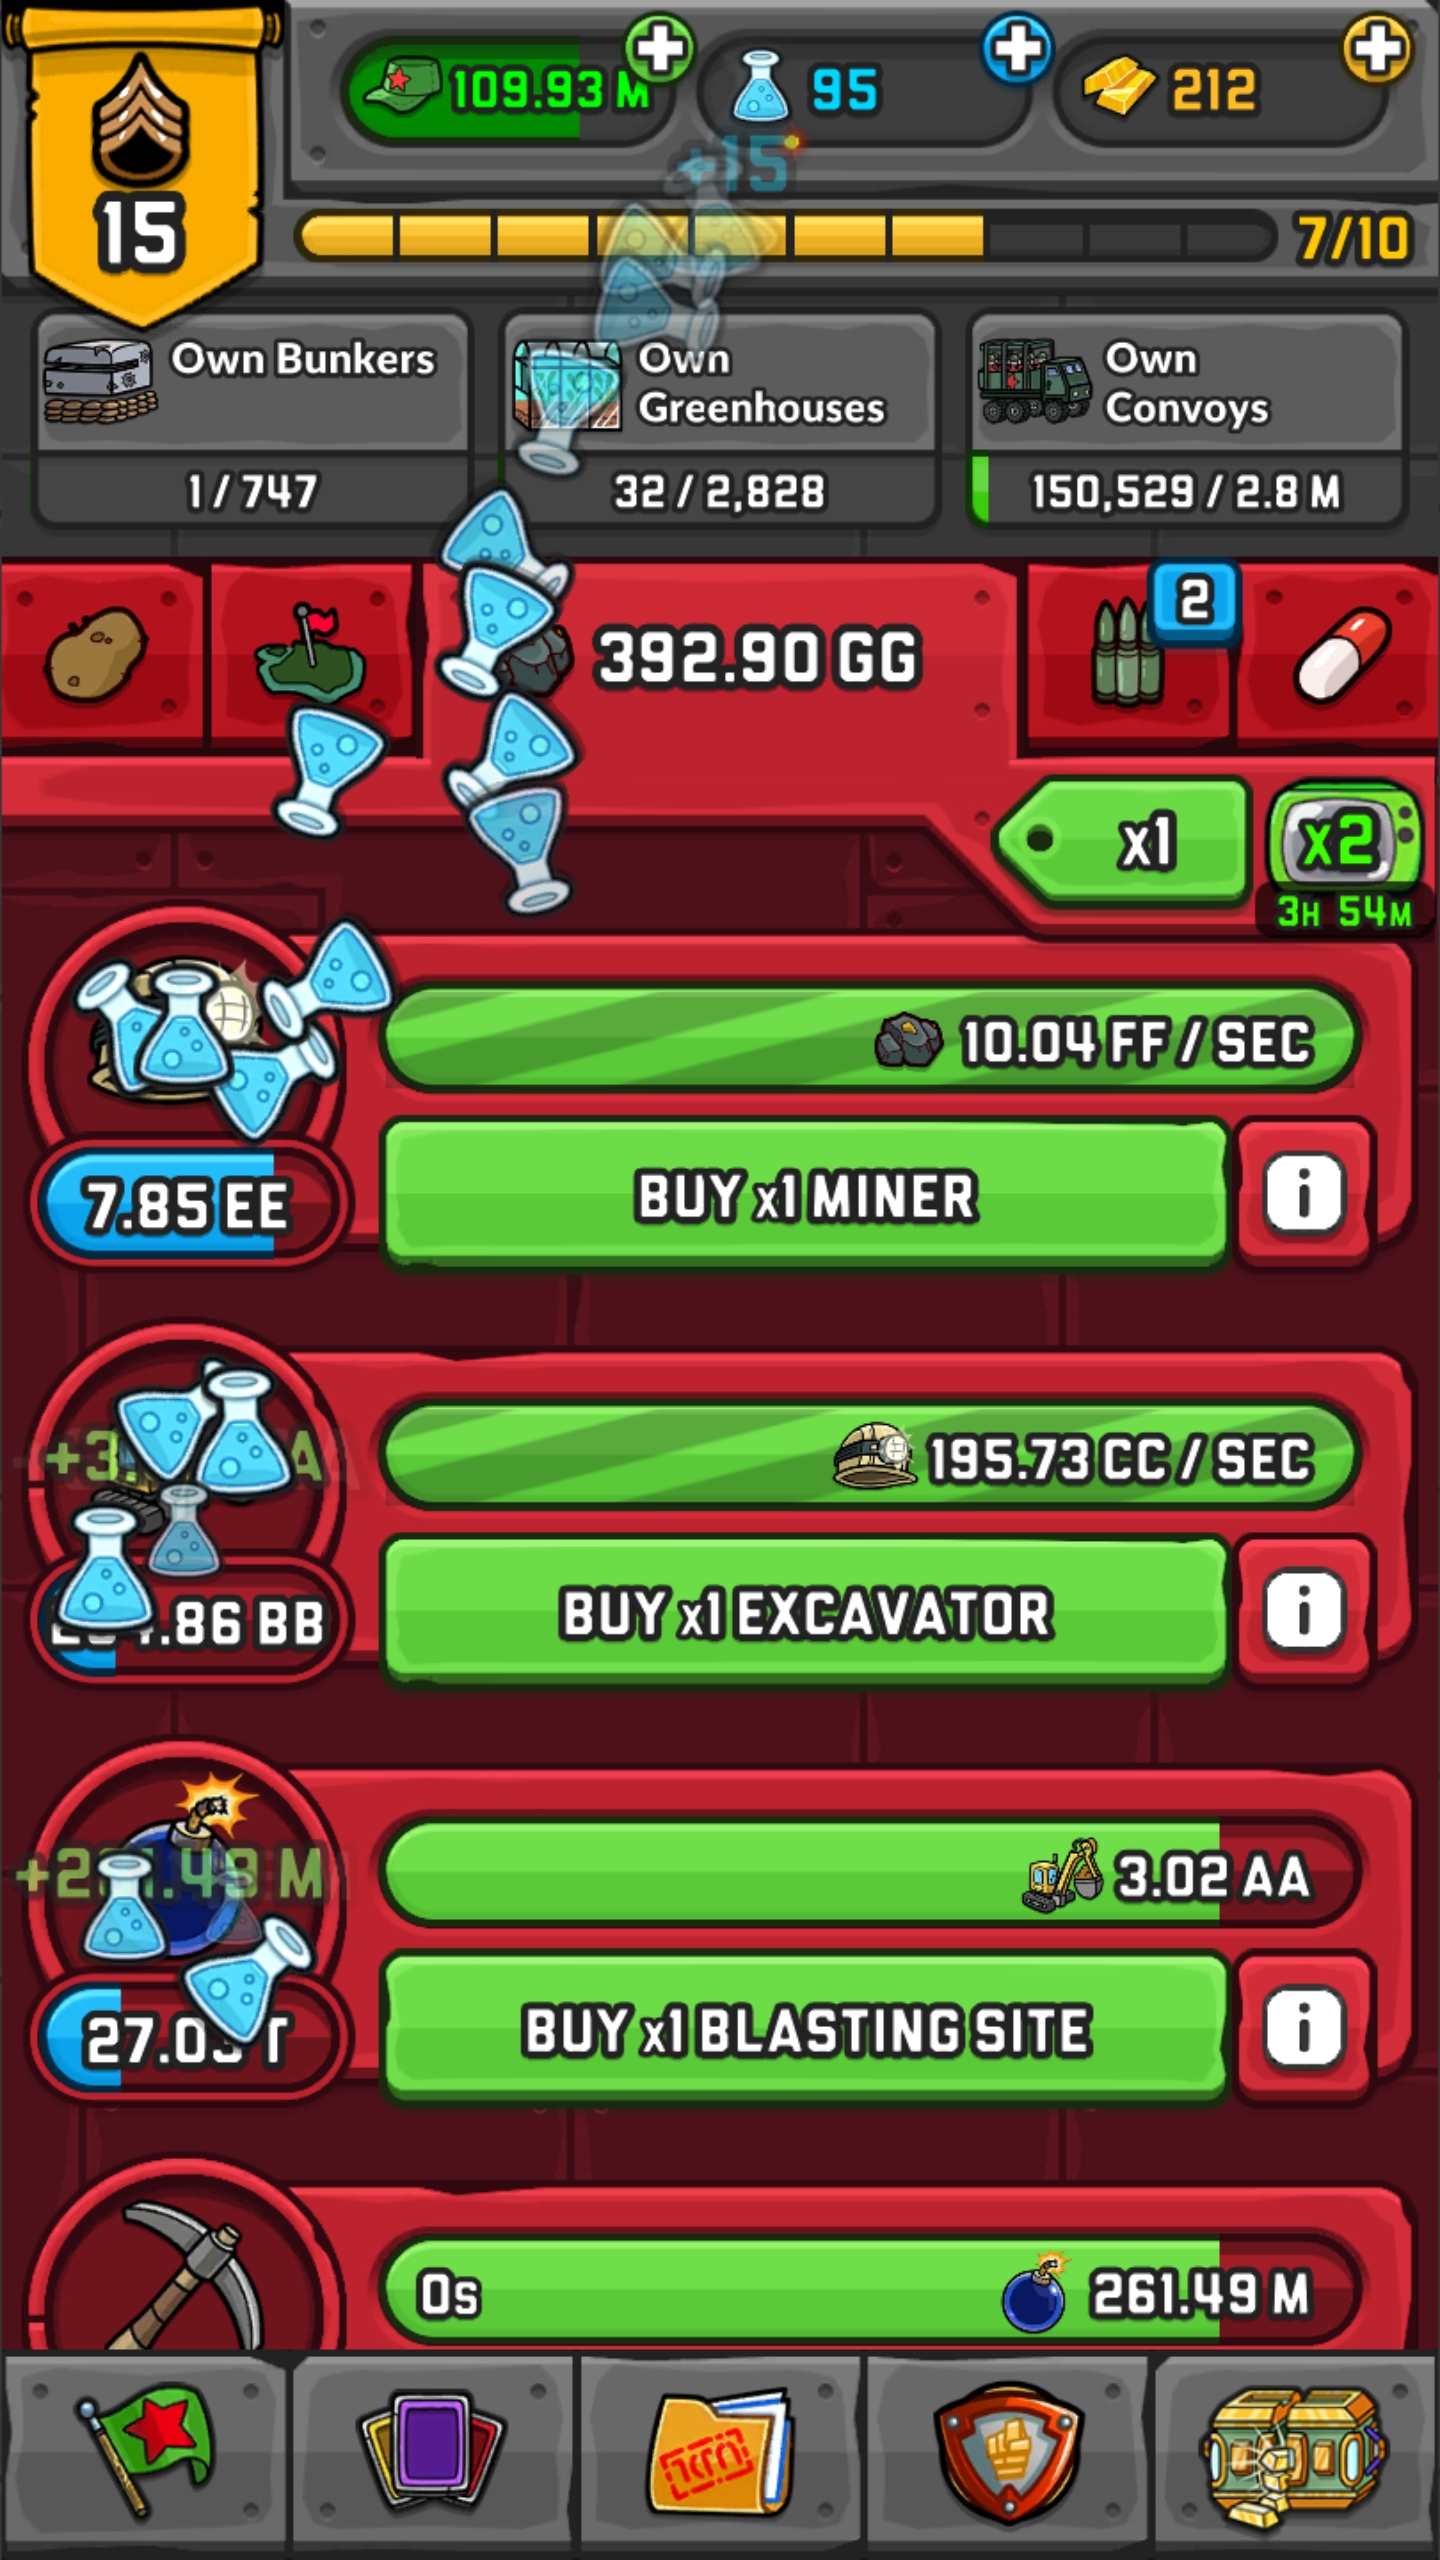 109.93 M
95
212
+15
15
7/10
Own Bunkers
Own
Greenhouses
Own
Convoys
1/747
32/2,828
150,529/2.8 M
392.90 GG
2
x1
x2
3H 54M
10.04 FF/SEC
7.85 EE
BUY x1 MINER
i
195.73 CC/SEC
.86 BB
BUY x1 EXCAVATOR
i
3.02 AA
BUY x1 BLASTING SITE
i
0s
261.49 M